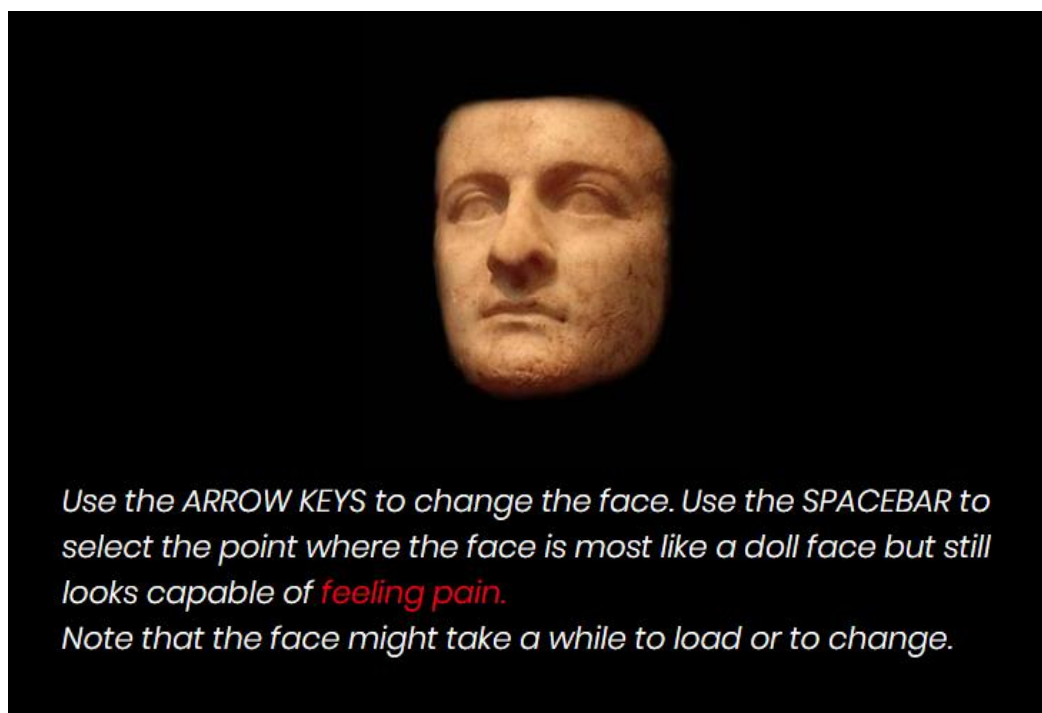 Use the ARROW KEYS to change the face. Use the SPACEBAR to
select the point where the face is most like a doll face but still
looks capable of feeling pain.
Note that the face might take a while to load or to change.